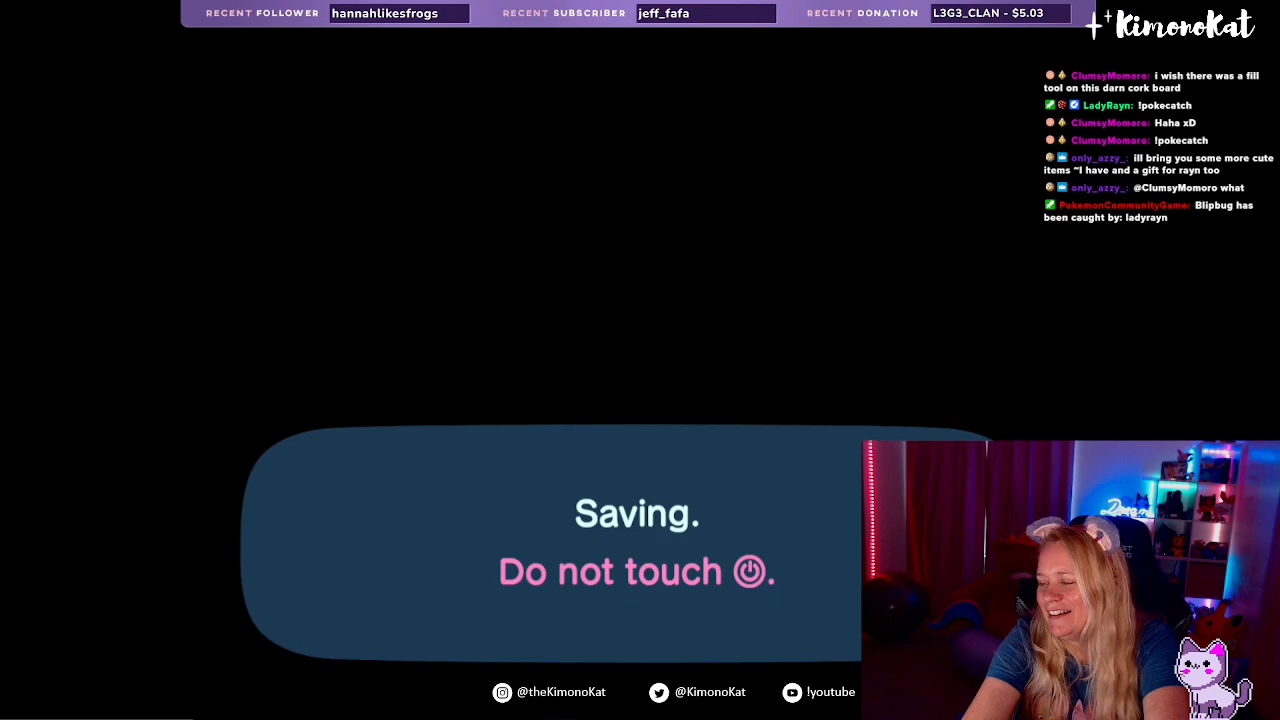 RECENT FOLLOWER hannahlikesfrogs RECENT SUBSCRIBER jeff_fafa RECENT DONATION L3G3_CLAN - $5.03
KimonoKat
ClumsyMomoro: i wish there was a fill
tool on this darn cork board
LadyRayn: !pokecatch
ClumsyMomoro: Haha xD
ClumsyMomoro: !pokecatch
only_azzy_: ill bring you some more cute
items ~I have and a gift for rayn too
only_azzy_: @ClumsyMomoro what
PokemonCommunityGame: Blipbug has
been caught by: ladyrayn
Saving.
Do not touch .
@theKimonoKat @KimonoKat !youtube